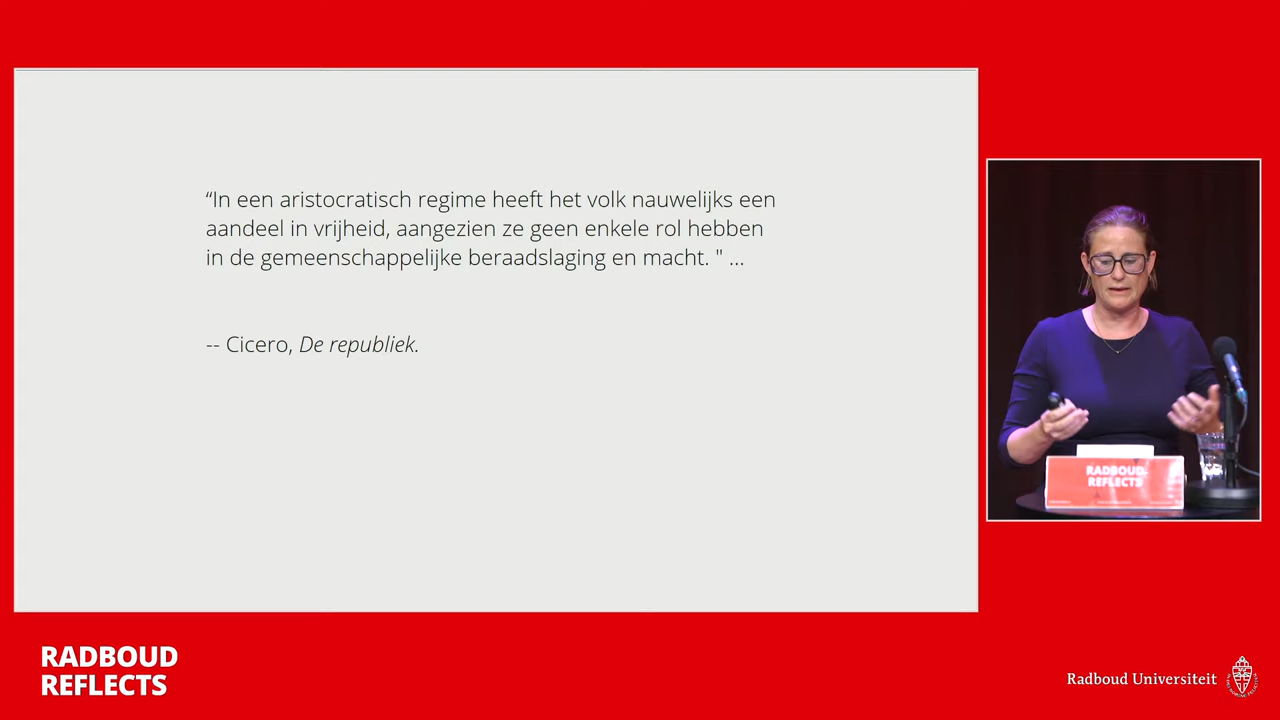 “In een aristocratisch regime heeft het volk nauwelijks een
aandeel in vrijheid, aangezien ze geen enkele rol hebben
in de gemeenschappelijke beraadslaging en macht. " ...
-- Cicero, De republiek.
RADBOUD
REFLECTS
RADBOUD
REFLECTS
Radboud Universiteit